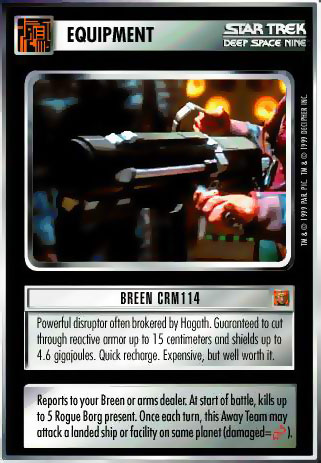 EQUIPMENT
STAR TREK
DEEP SPACE NINE
TM & © 1999 PAR. PIC. TM & © 1999 DECIPHER INC.
BREEN CRM114
Powerful disruptor often brokered by Hagath. Guaranteed to cut
through reactive armor up to 15 centimeters and shields up to
4.6 gigajoules. Quick recharge. Expensive, but well worth it.
Reports to your Breen or arms dealer. At start of battle, kills up
to 5 Rogue Borg present. Once each turn, this Away Team may
attack a landed ship or facility on same planet (damaged= ).